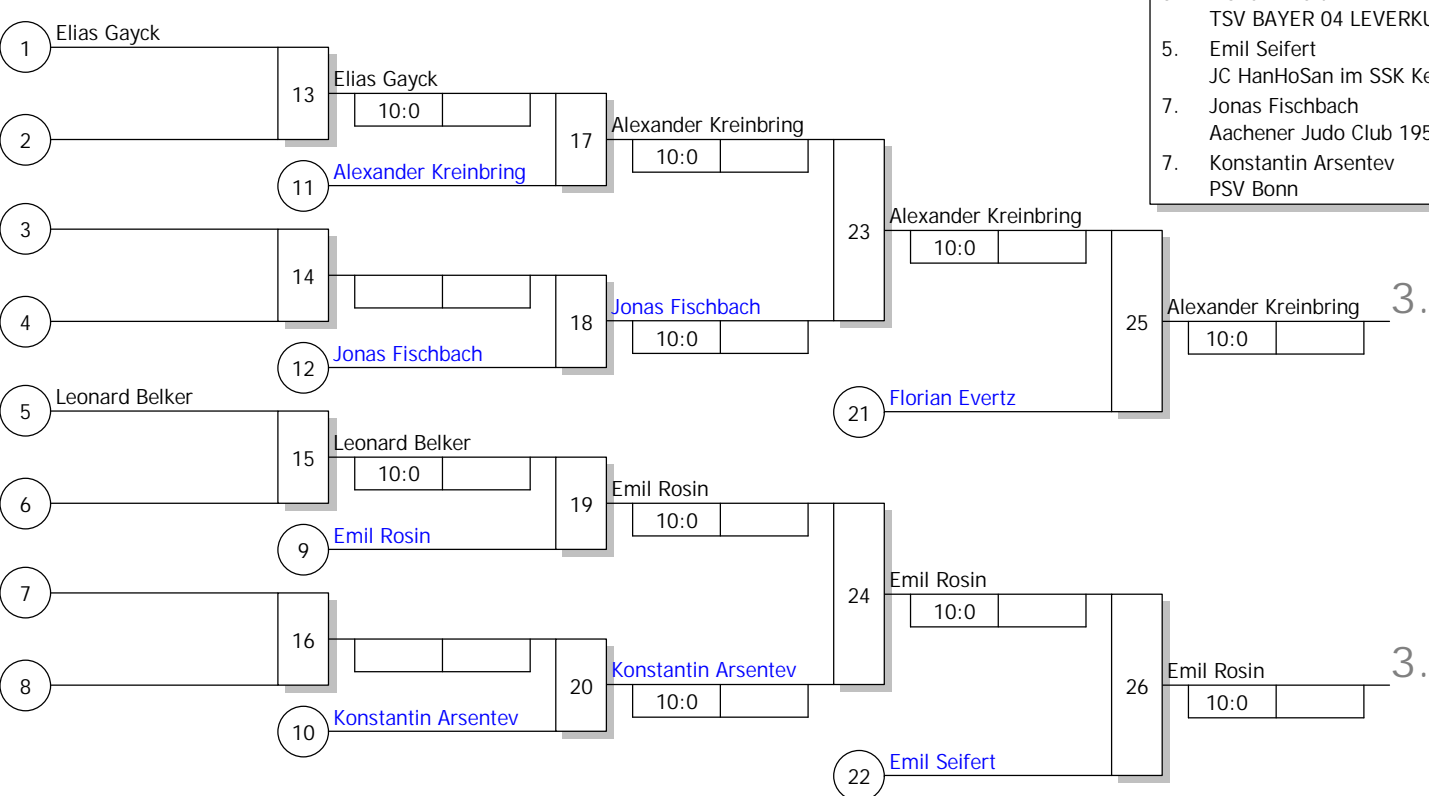 TSV BAYER 04
5. Emil Seifert
JC HanHoSan im SSK
7. Jonas Fischbach
Aachener Judo Club
7. Konstantin Arsentev
PSV Bonn
1 Elias Gayck
2
13
Elias Gayck
10:0
11 Alexander Kreinbring
17
Alexander Kreinbring
10:0
3
4
14
12 Jonas Fischbach
18
Jonas Fischbach
10:0
23
Alexander Kreinbring
10:0
21 Florian Evertz
25
Alexander Kreinbring 3.
10:0
5 Leonard Belker
6
15
Leonard Belker
10:0
9 Emil Rosin
19
Emil Rosin
10:0
7
8
16
10 Konstantin Arsentev
20
Konstantin Arsentev
10:0
24
Emil Rosin
10:0
22 Emil Seifert
26
Emil Rosin 3.
10:0